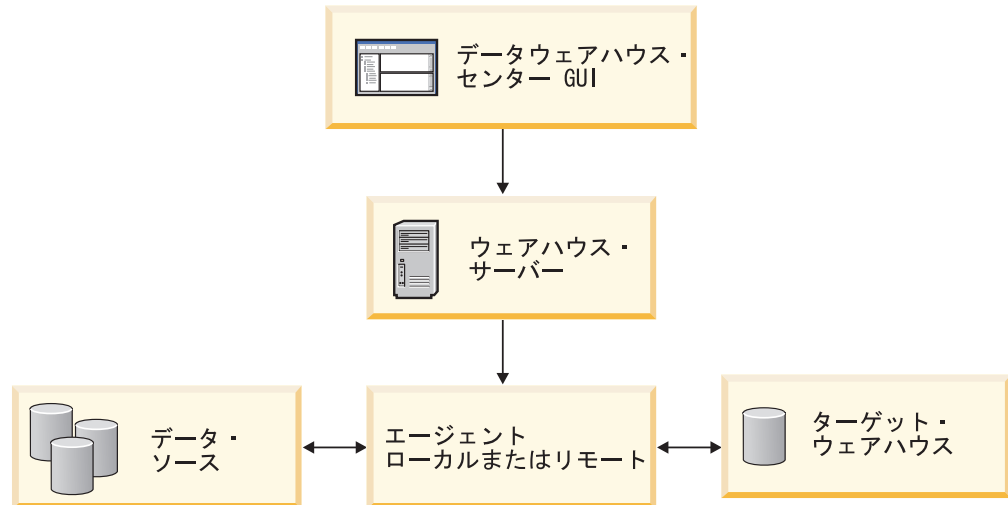 データウェアハウス・
センター GUI
ウェアハウス・
サーバー
データ・
ソース
エージェント
ローカルまたはリモート
ターゲット・
ウェアハウス